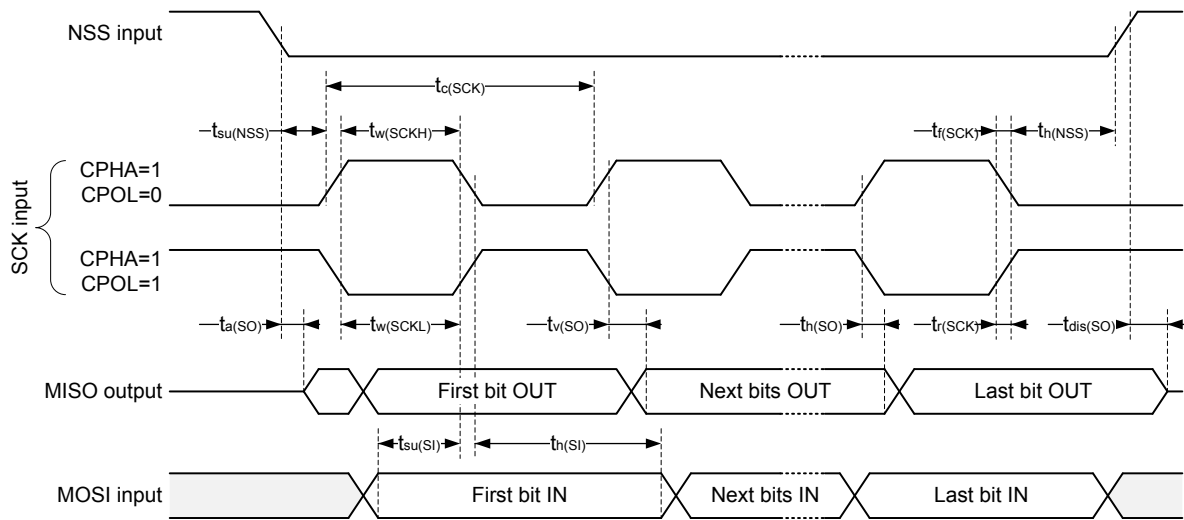 NSS input
tc(SCK)
tsu(NSS)
tw(SCKH)
tf(SCK)
th(NSS)
SCK input
CPHA=1
CPOL=0
CPHA=1
CPOL=1
ta(SO)
tw(SCKL)
tv(SO)
th(SO)
tr(SCK)
tdis(SO)
MISO output
First bit OUT
Next bits OUT
Last bit OUT
tsu(SI)
th(SI)
MOSI input
First bit IN
Next bits IN
Last bit IN